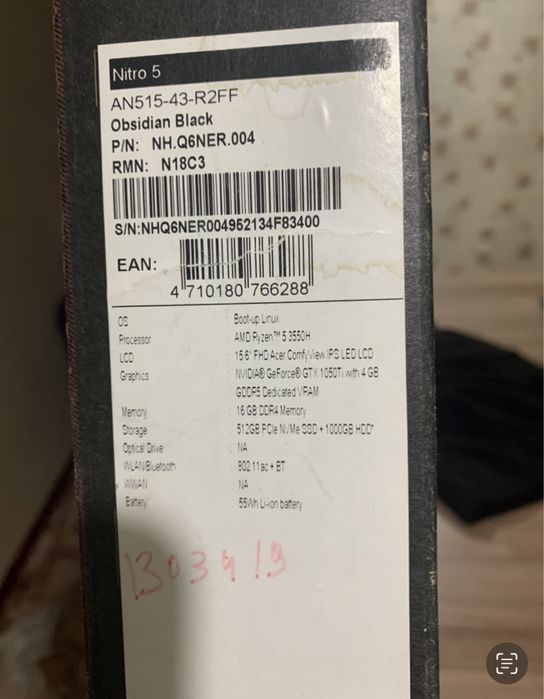 Nitro 5
AN515-43-R2FF
Obsidian Black
P/N: NH.Q6NER.004
RMN: N18C3
S/N:NHQ6NER004952134F83400
EAN:
4 710180 766288
OS : Boot-up Linux
Processor : AMD Ryzen™ 5 3550H
LCD : 15.6" FHD Acer ComfyView IPS LED LCD
Graphics : NVIDIA® GeForce® GTX 1050Ti with 4 GB
GDDR5 Dedicated VRAM
Memory : 16 GB DDR4 Memory
Storage : 512GB PCIe NVMe SSD + 1000GB HDD*
Optical Drive : NA
WLAN/Bluetooth : 802.11ac + BT
WWAN : NA
Battery : 55Wh Li-ion battery
1303419